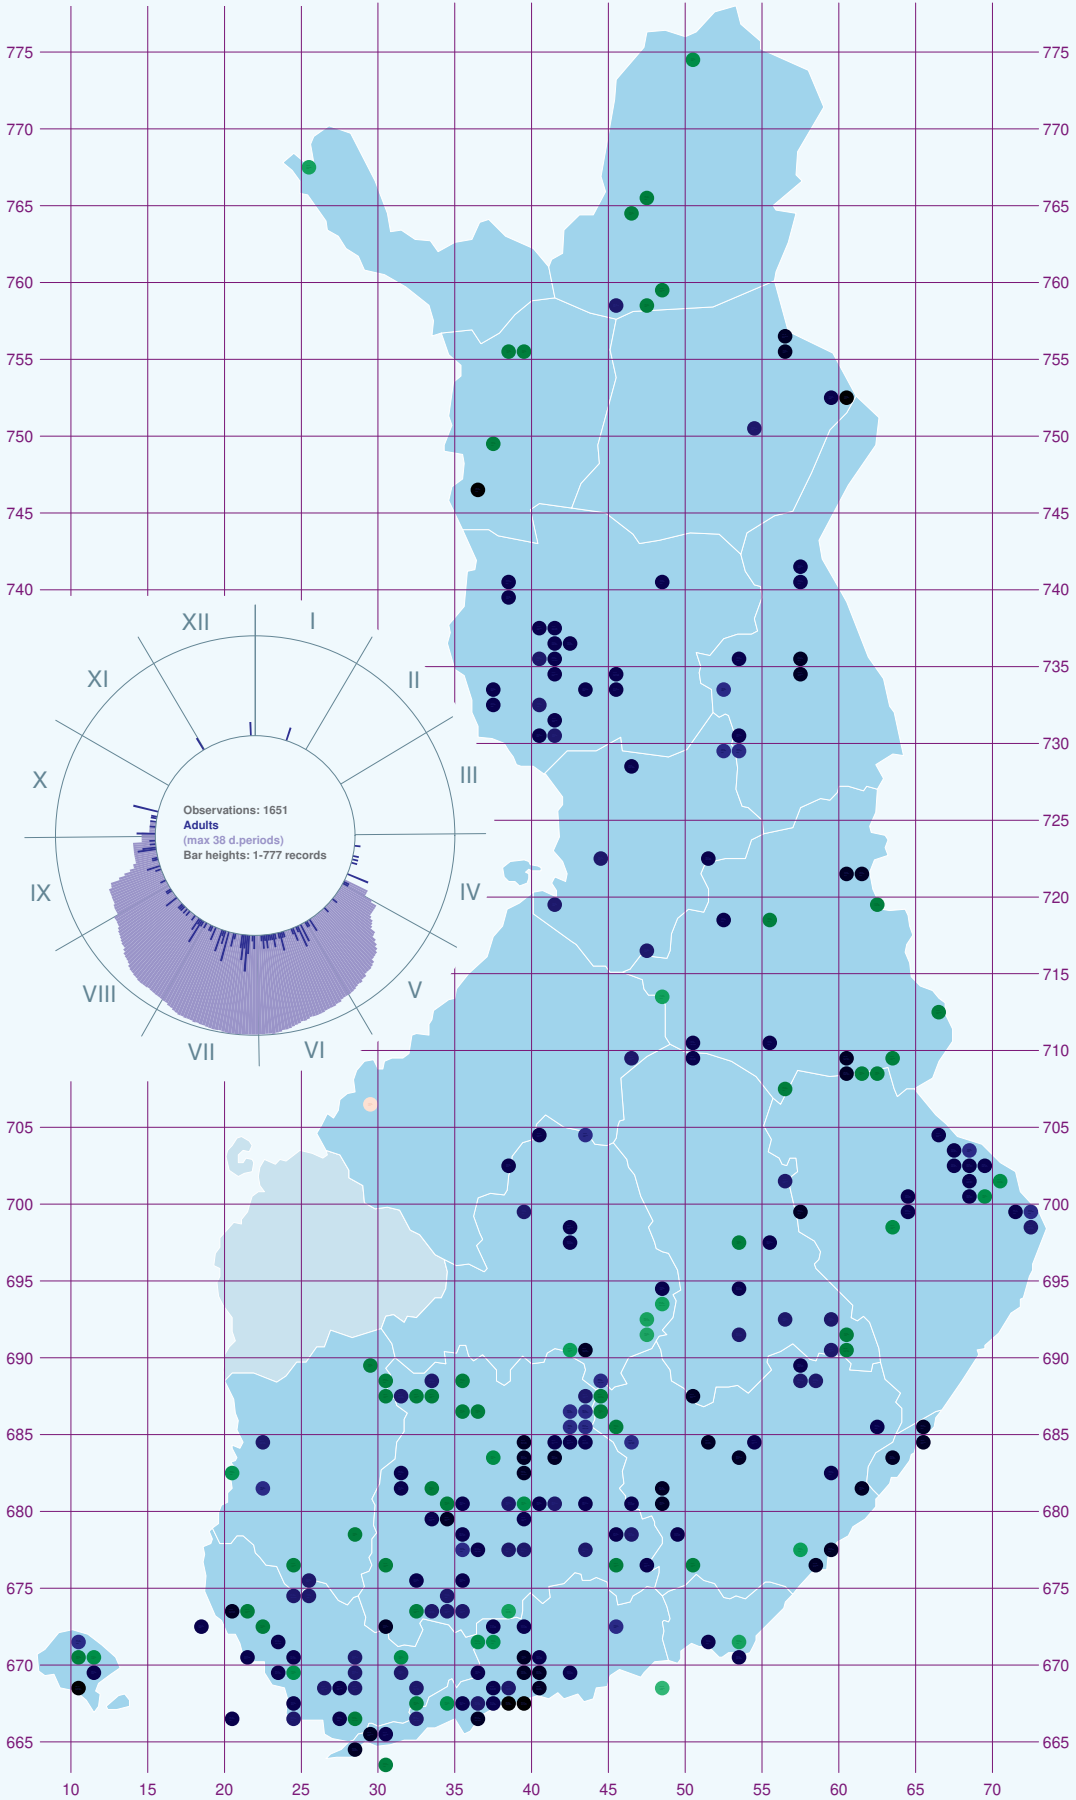 775 775
770 770
765 765
760 760
755 755
750 750
745 745
740 740
XII I
XI II
735
730
X III
Observations: 1651
Adults
(max 38 d.periods)
Bar heights: 1-777 records
725
IX IV
720
VIII V
715
VII VI
710
705 705
700 700
695 695
690 690
685 685
680 680
675 675
670 670
665 665
10 15 20 25 30 35 40 45 50 55 60 65 70